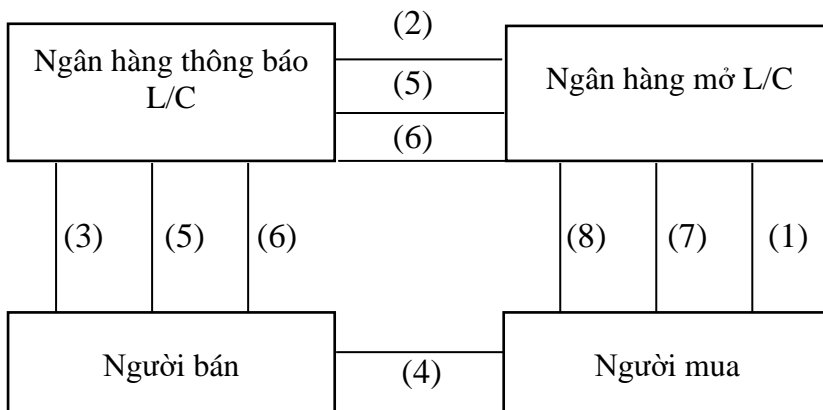 (2)
Ngân hàng thông báo
L/C
Ngân hàng mở L/C
(5)
(6)
(3)
(5)
(6)
(8)
(7)
(1)
Người bán
(4)
Người mua